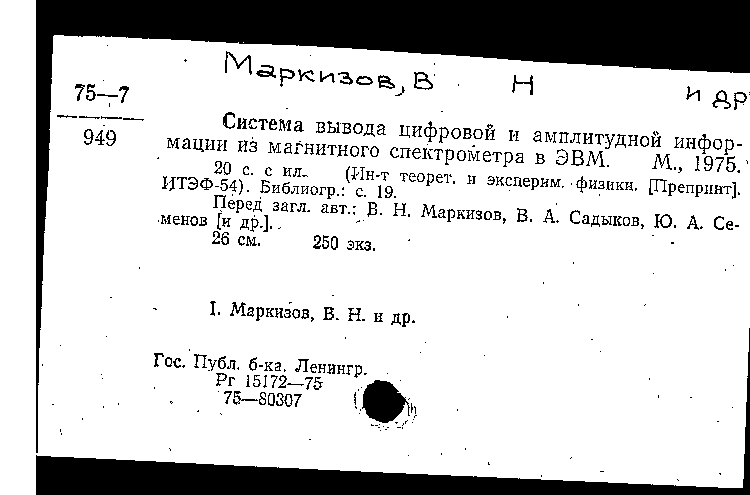 Маркизов, В Н и др
75—7
949
Система вывода цифровой и амплитудной инфор-
мации из магнитного спектрометра в ЭВМ. М., 1975.
20 с. с ил. (Ин-т теорет. и эксперим. физики. [Препринт].
ИТЭФ-54). Библиогр.: с. 19.
Перед загл. авт.: В. Н. Маркизов, В. А. Садыков, Ю. А. Се-
менов [и др.].
26 см. 250 экз.
I. Маркизов, В. Н. и др.
Гос. Публ. б-ка. Ленингр.
Рг 15172—75
75—80307